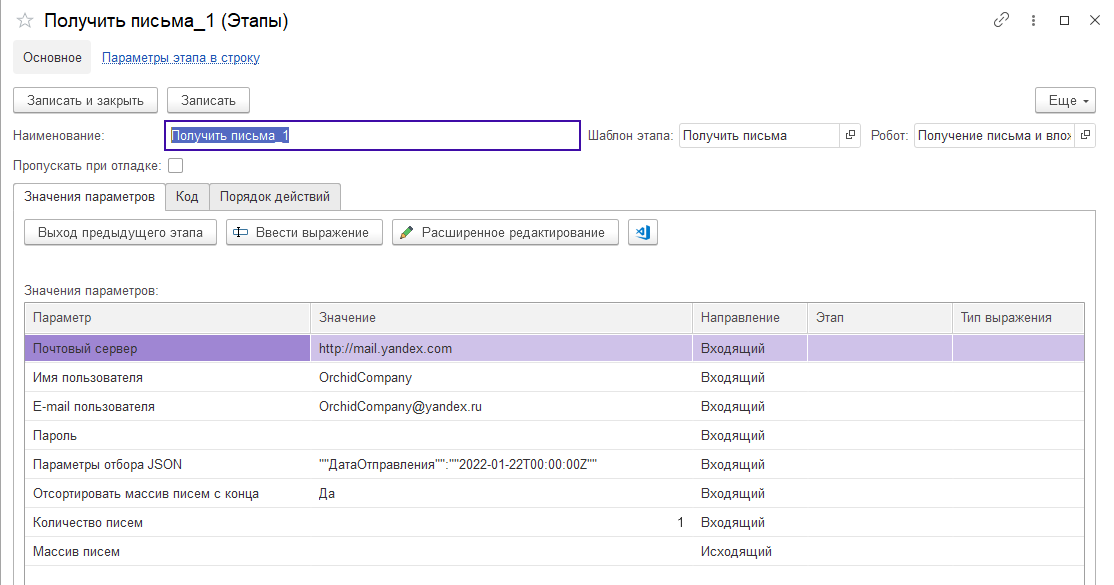 Получить письма_1 (Этапы)
Основное Параметры этапа в строку
Записать и закрыть Записать Еще
Наименование: Получить письма_1 Шаблон этапа: Получить письма Робот: Получение письма и влож
Пропускать при отладке:
Значения параметров Код Порядок действий
Выход предыдущего этапа Ввести выражение Расширенное редактирование
Значения параметров:
Параметр Значение Направление Этап Тип выражения
Почтовый сервер http://mail.yandex.com Входящий
Имя пользователя OrchidCompany Входящий
E-mail пользователя OrchidCompany@yandex.ru Входящий
Пароль Входящий
Параметры отбора JSON ""ДатаОтправления"":""2022-01-22T00:00:00Z"" Входящий
Отсортировать массив писем с конца Да Входящий
Количество писем 1 Входящий
Массив писем Исходящий